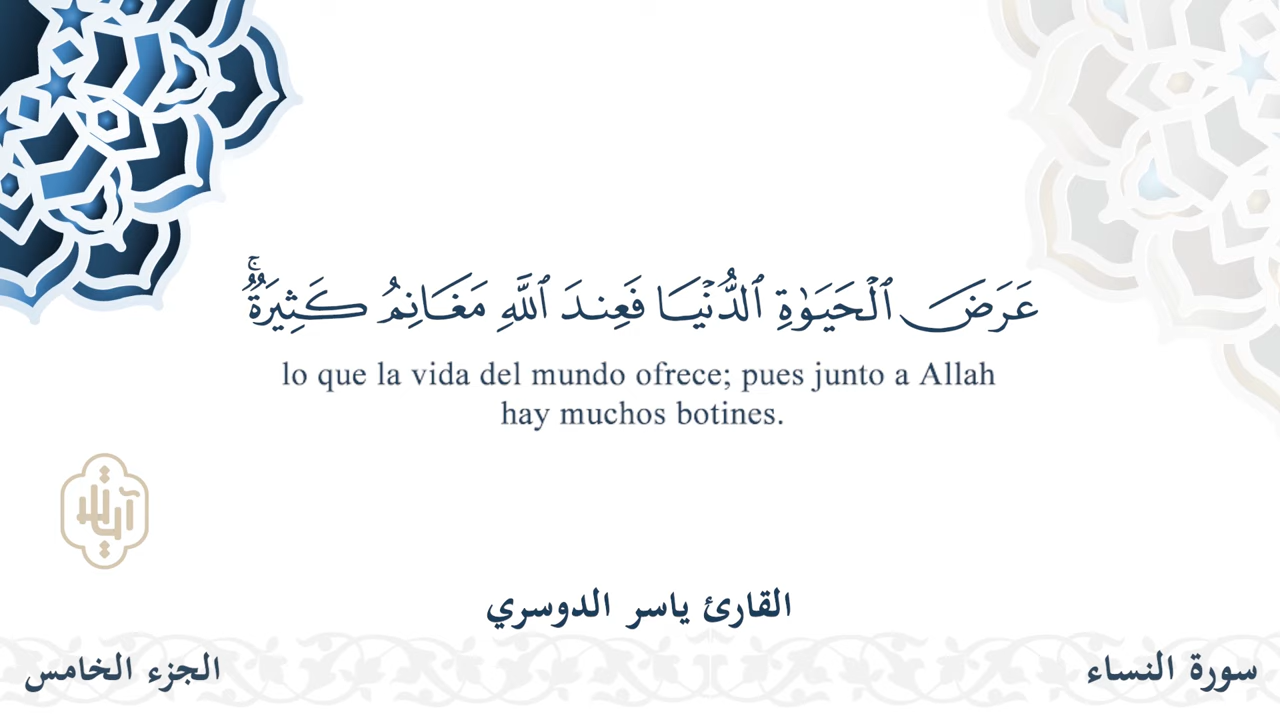 عَرَضَ ٱلْحَيَوٰةِ ٱلدُّنْيَا فَعِندَ ٱللَّهِ مَغَانِمُ كَثِيرَةٌۚ
lo que la vida del mundo ofrece; pues junto a Allah
hay muchos botines.
القارئ ياسر الدوسري
سورة النساء
الجزء الخامس